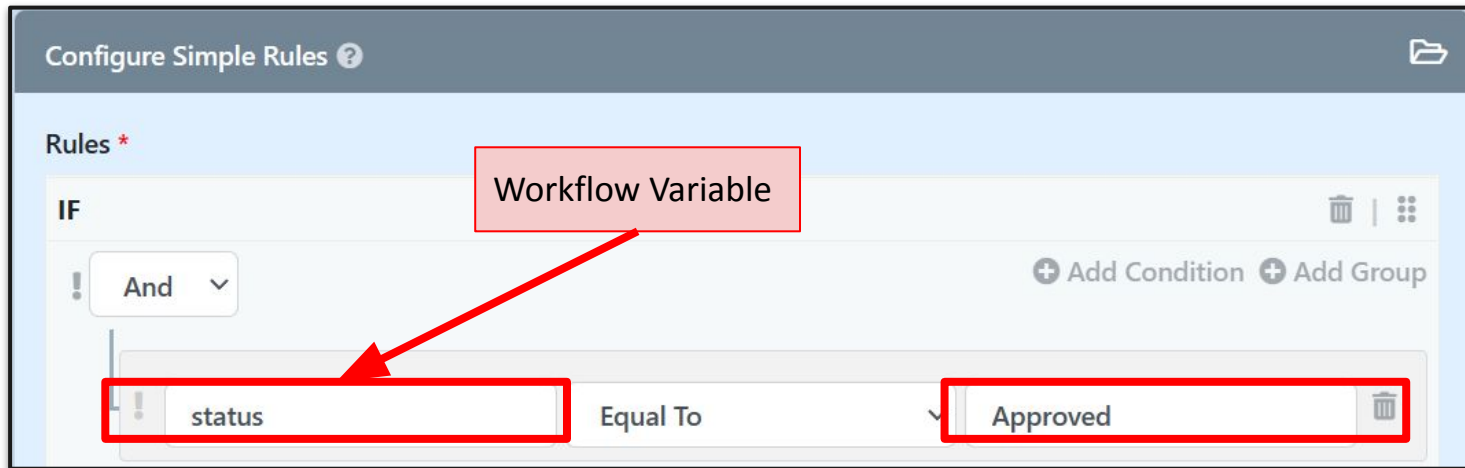 Configure Simple Rules ?
Rules *
Workflow Variable
IF
|
! And
Add Condition Add Group
! status Equal To Approved